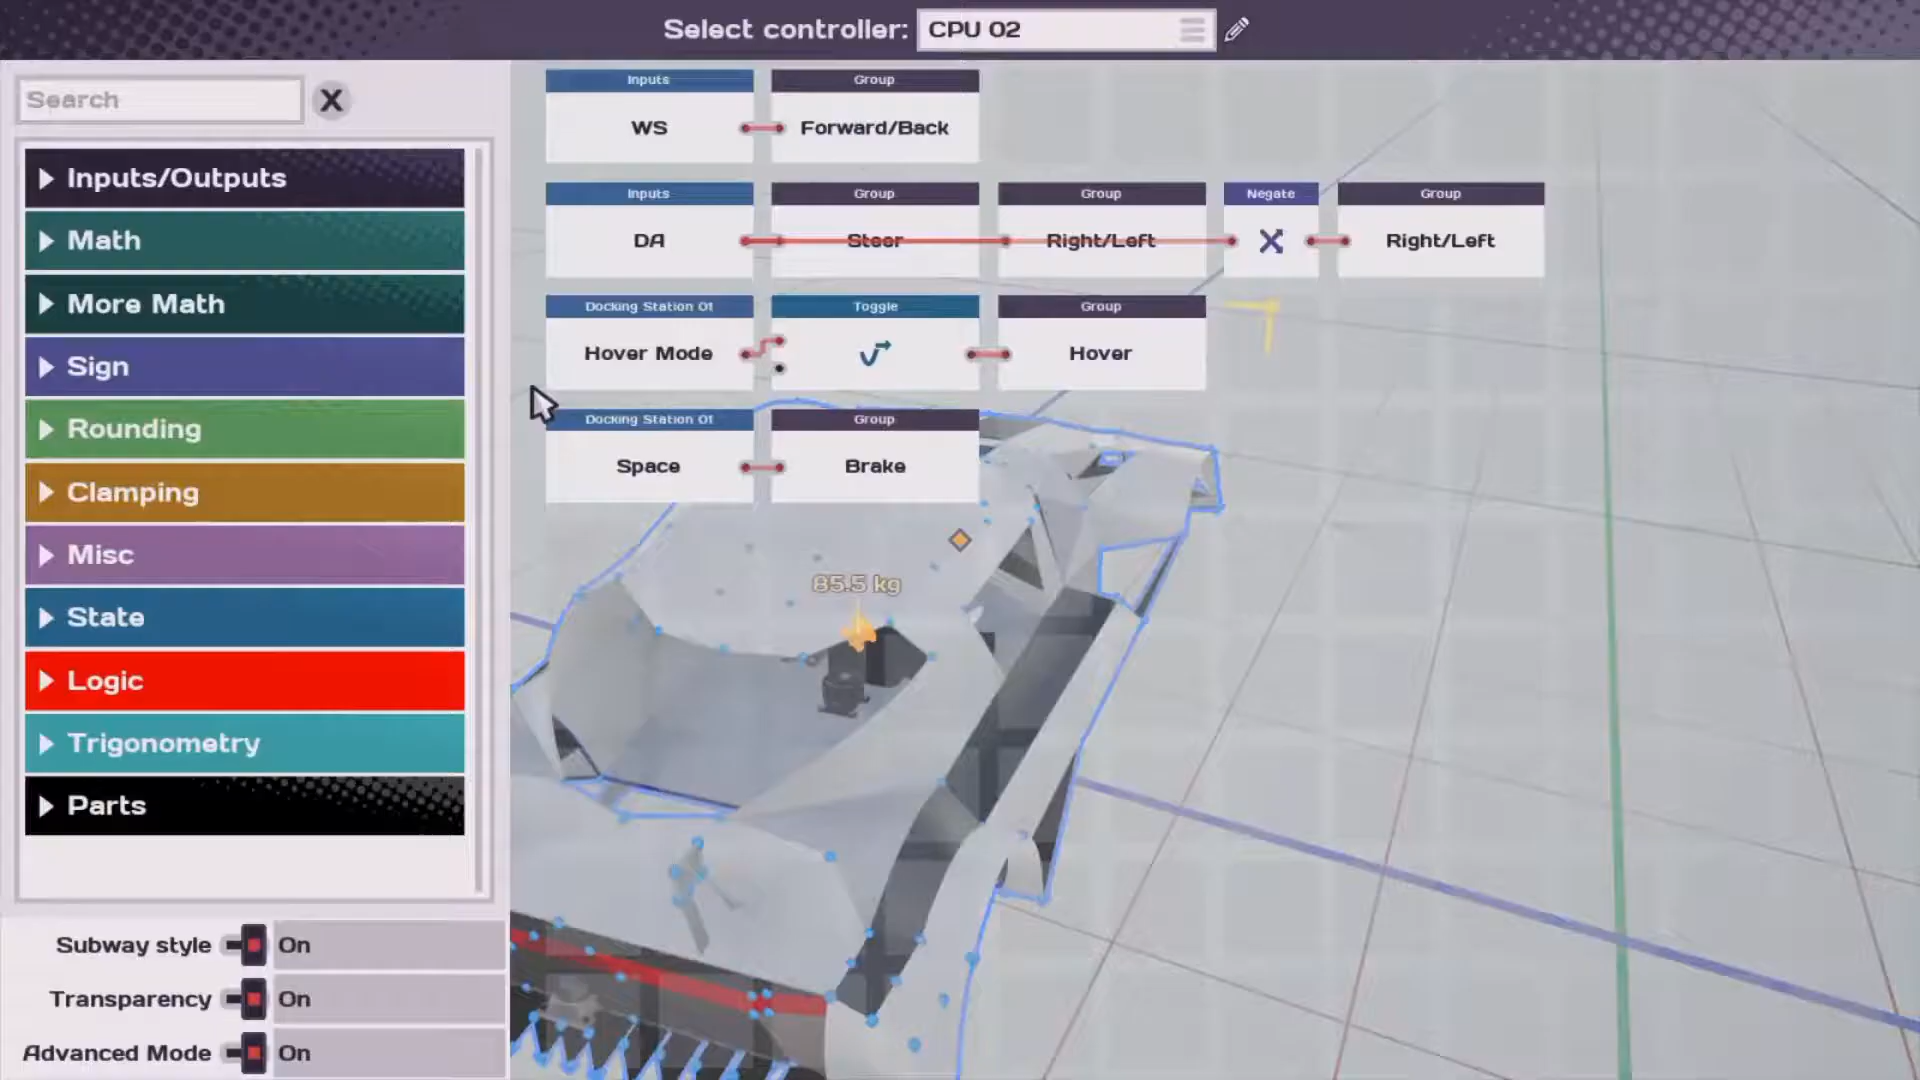 Select controller: CPU 02
Search X
Inputs/Outputs
Math
More Math
Sign
Rounding
Clamping
Misc
State
Logic
Trigonometry
Parts
Subway style On
Transparency On
Advanced Mode On
Inputs Group
WS Forward/Back
Inputs Group Group Negate Group
DA Steer Right/Left Right/Left
Docking Station 01 Toggle Group
Hover Mode Hover
Docking Station 01 Group
Space Brake
85.5 kg